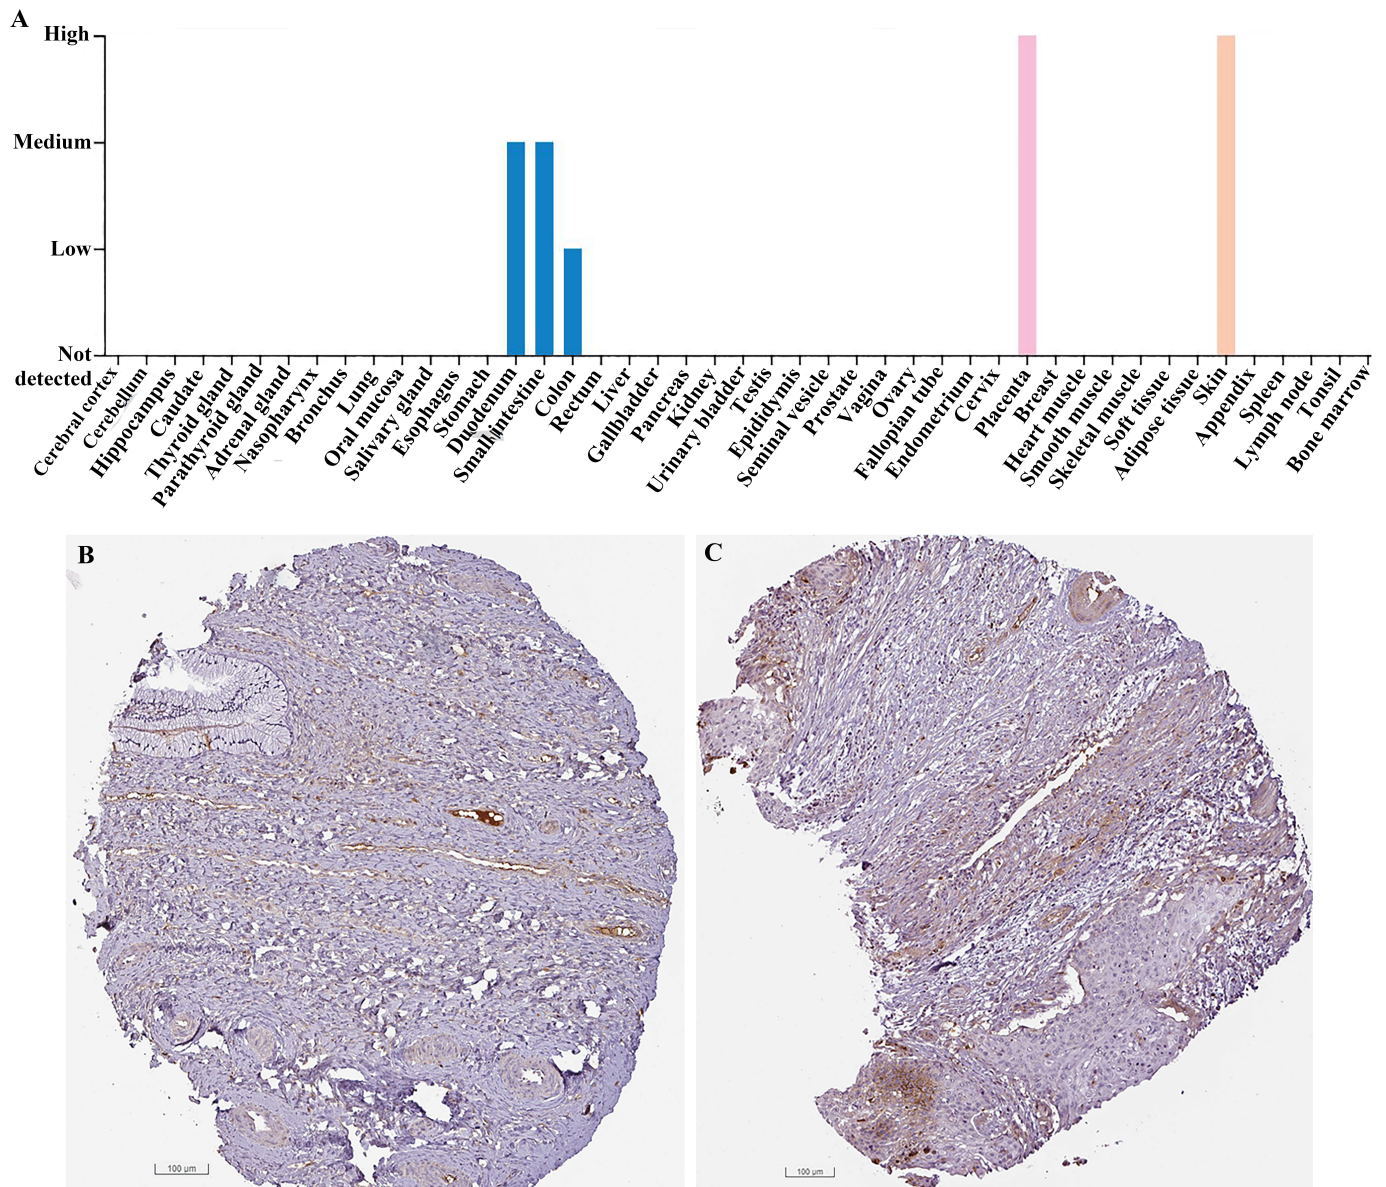 A
High
Medium
Low
Not
detected
Cerebral cortex
Cerebellum
Hippocampus
Caudate
Thyroid gland
Parathyroid gland
Adrenal gland
Nasopharynx
Bronchus
Lung
Oral mucosa
Salivary gland
Esophagus
Stomach
Duodenum
Smallintestine
Colon
Rectum
Liver
Gallbladder
Pancreas
Kidney
Urinary bladder
Testis
Epididymis
Seminal vesicle
Prostate
Vagina
Ovary
Fallopian tube
Endometrium
Cervix
Placenta
Breast
Heart muscle
Smooth muscle
Skeletal muscle
Soft tissue
Adipose tissue
Skin
Appendix
Spleen
Lymph node
Tonsil
Bone marrow
B
C
100 µm
100 µm